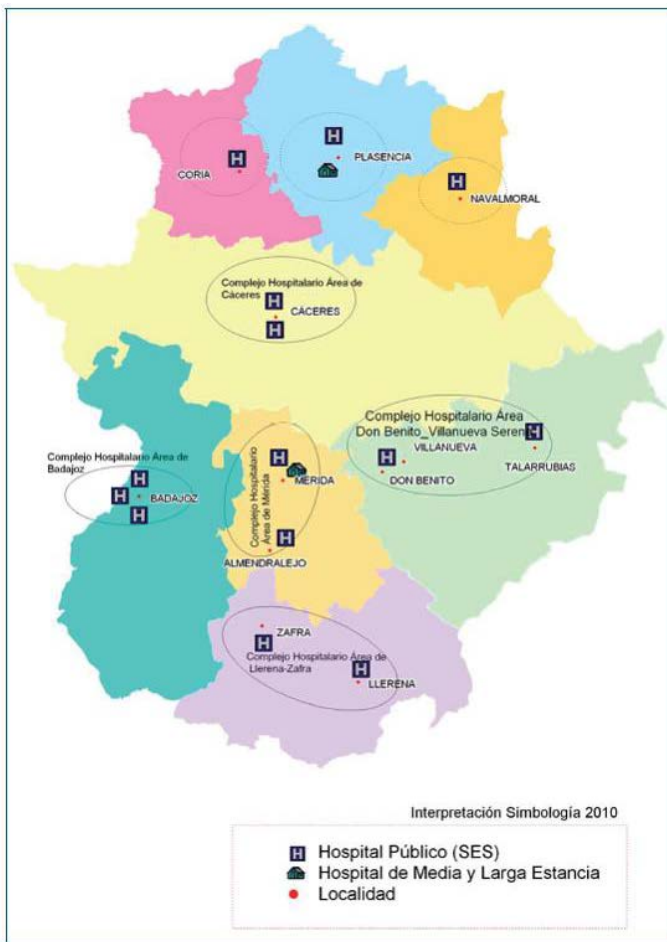 H
PLASENCIA
H
CORIA
H
NAVALMORAL
Complejo Hospitalario Área de
Cáceres
H
CÁCERES
H
Complejo Hospitalario Área
Don Benito_Villanueva Seren
H
VILLANUEVA
H
TALARRUBIAS
DON BENITO
Complejo Hospitalario Área de
Badajoz
H
H
BADAJOZ
H
Complejo Hospitalario
Área de Mérida
H
MÉRIDA
H
ALMENDRALEJO
ZAFRA
H
Complejo Hospitalario Área de
Llerena-Zafra
H
LLERENA
Interpretación Simbología 2010
H Hospital Público (SES)
Hospital de Media y Larga Estancia
Localidad